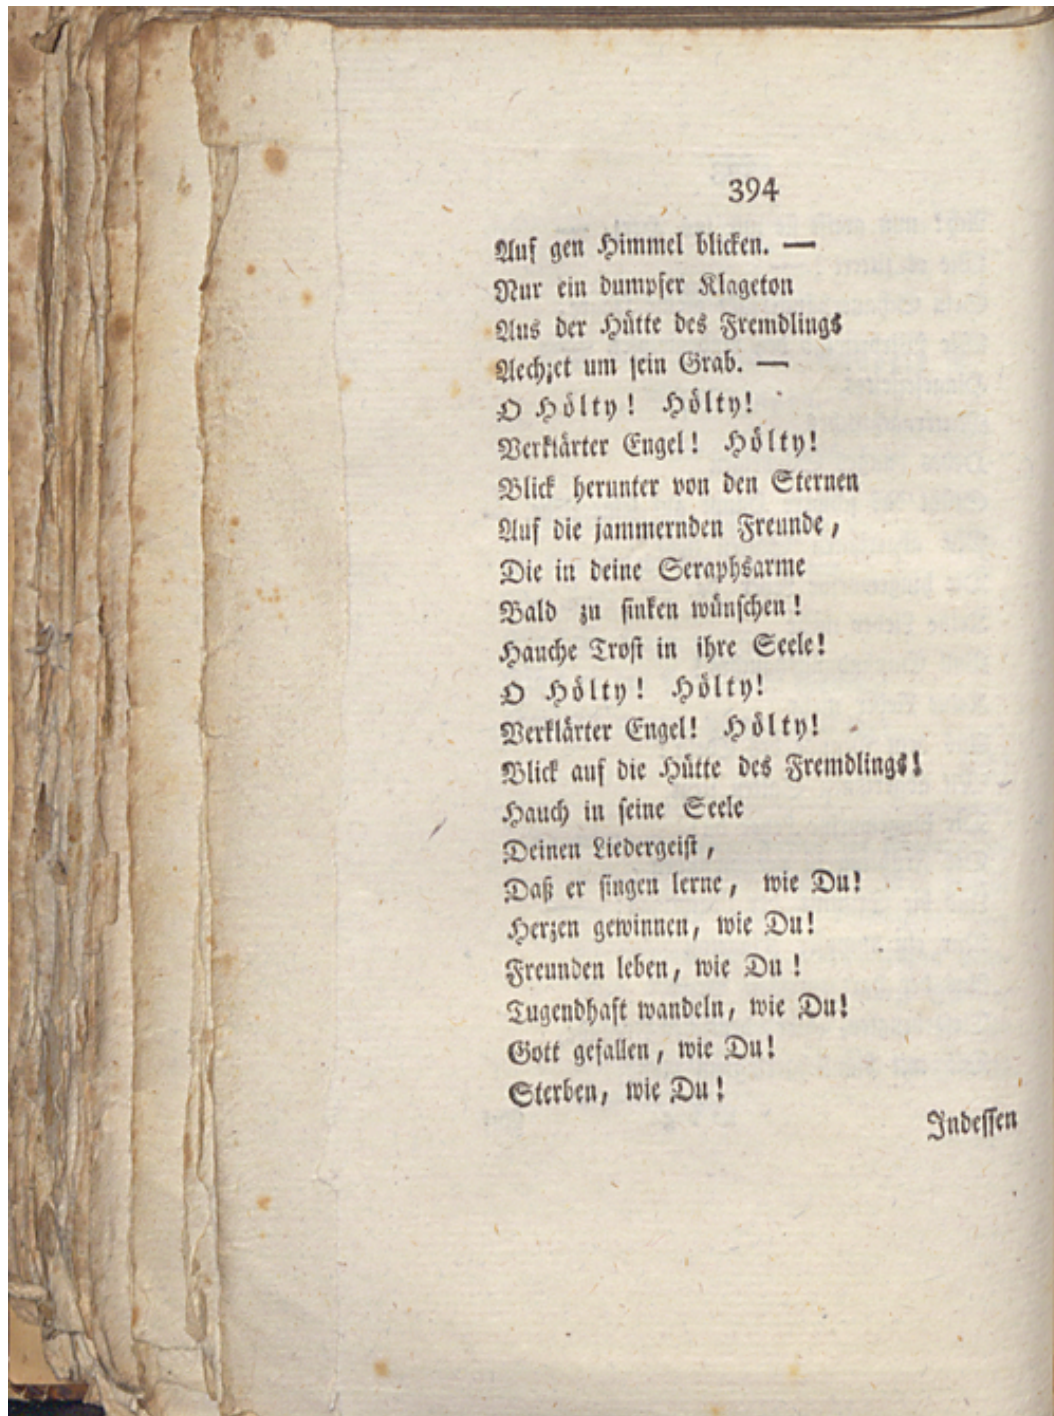 394
Auf gen Himmel blicken. —
Nur ein dumpfer Klageton
Aus der Hütte des Fremdlings
Aechzet um sein Grab. —
O Hölty! Hölty!
Verklärter Engel! Hölty!
Blick herunter von den Sternen
Auf die jammernden Freunde,
Die in deine Seraphsarme
Bald zu sinken wünschen!
Hauche Trost in ihre Seele!
O Hölty! Hölty!
Verklärter Engel! Hölty!
Blick auf die Hütte des Fremdlings!
Hauch in seine Seele
Deinen Liedergeist,
Daß er singen lerne, wie Du!
Herzen gewinnen, wie Du!
Freunden leben, wie Du!
Tugendhaft wandeln, wie Du!
Gott gefallen, wie Du!
Sterben, wie Du!
Indessen